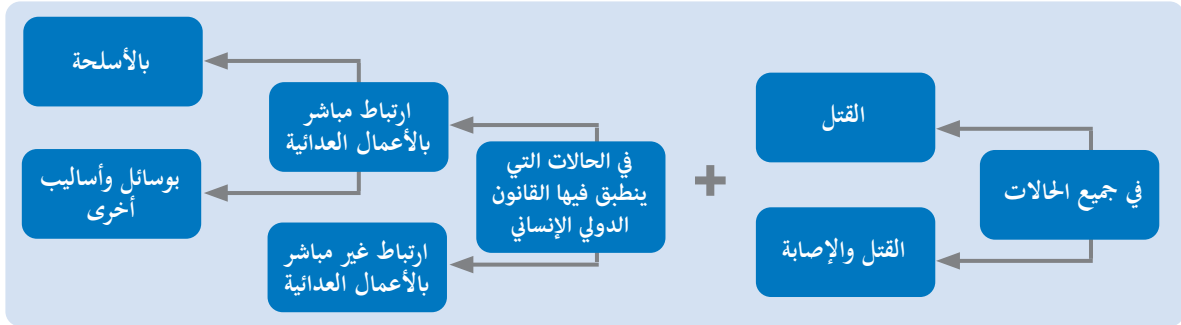 في جميع الحالات
القتل
القتل والإصابة
+
في الحالات التي
ينطبق فيها القانون
الدولي الإنساني
ارتباط مباشر
بالأعمال العدائية
بالأسلحة
بوسائل وأساليب
أخرى
ارتباط غير مباشر
بالأعمال العدائية